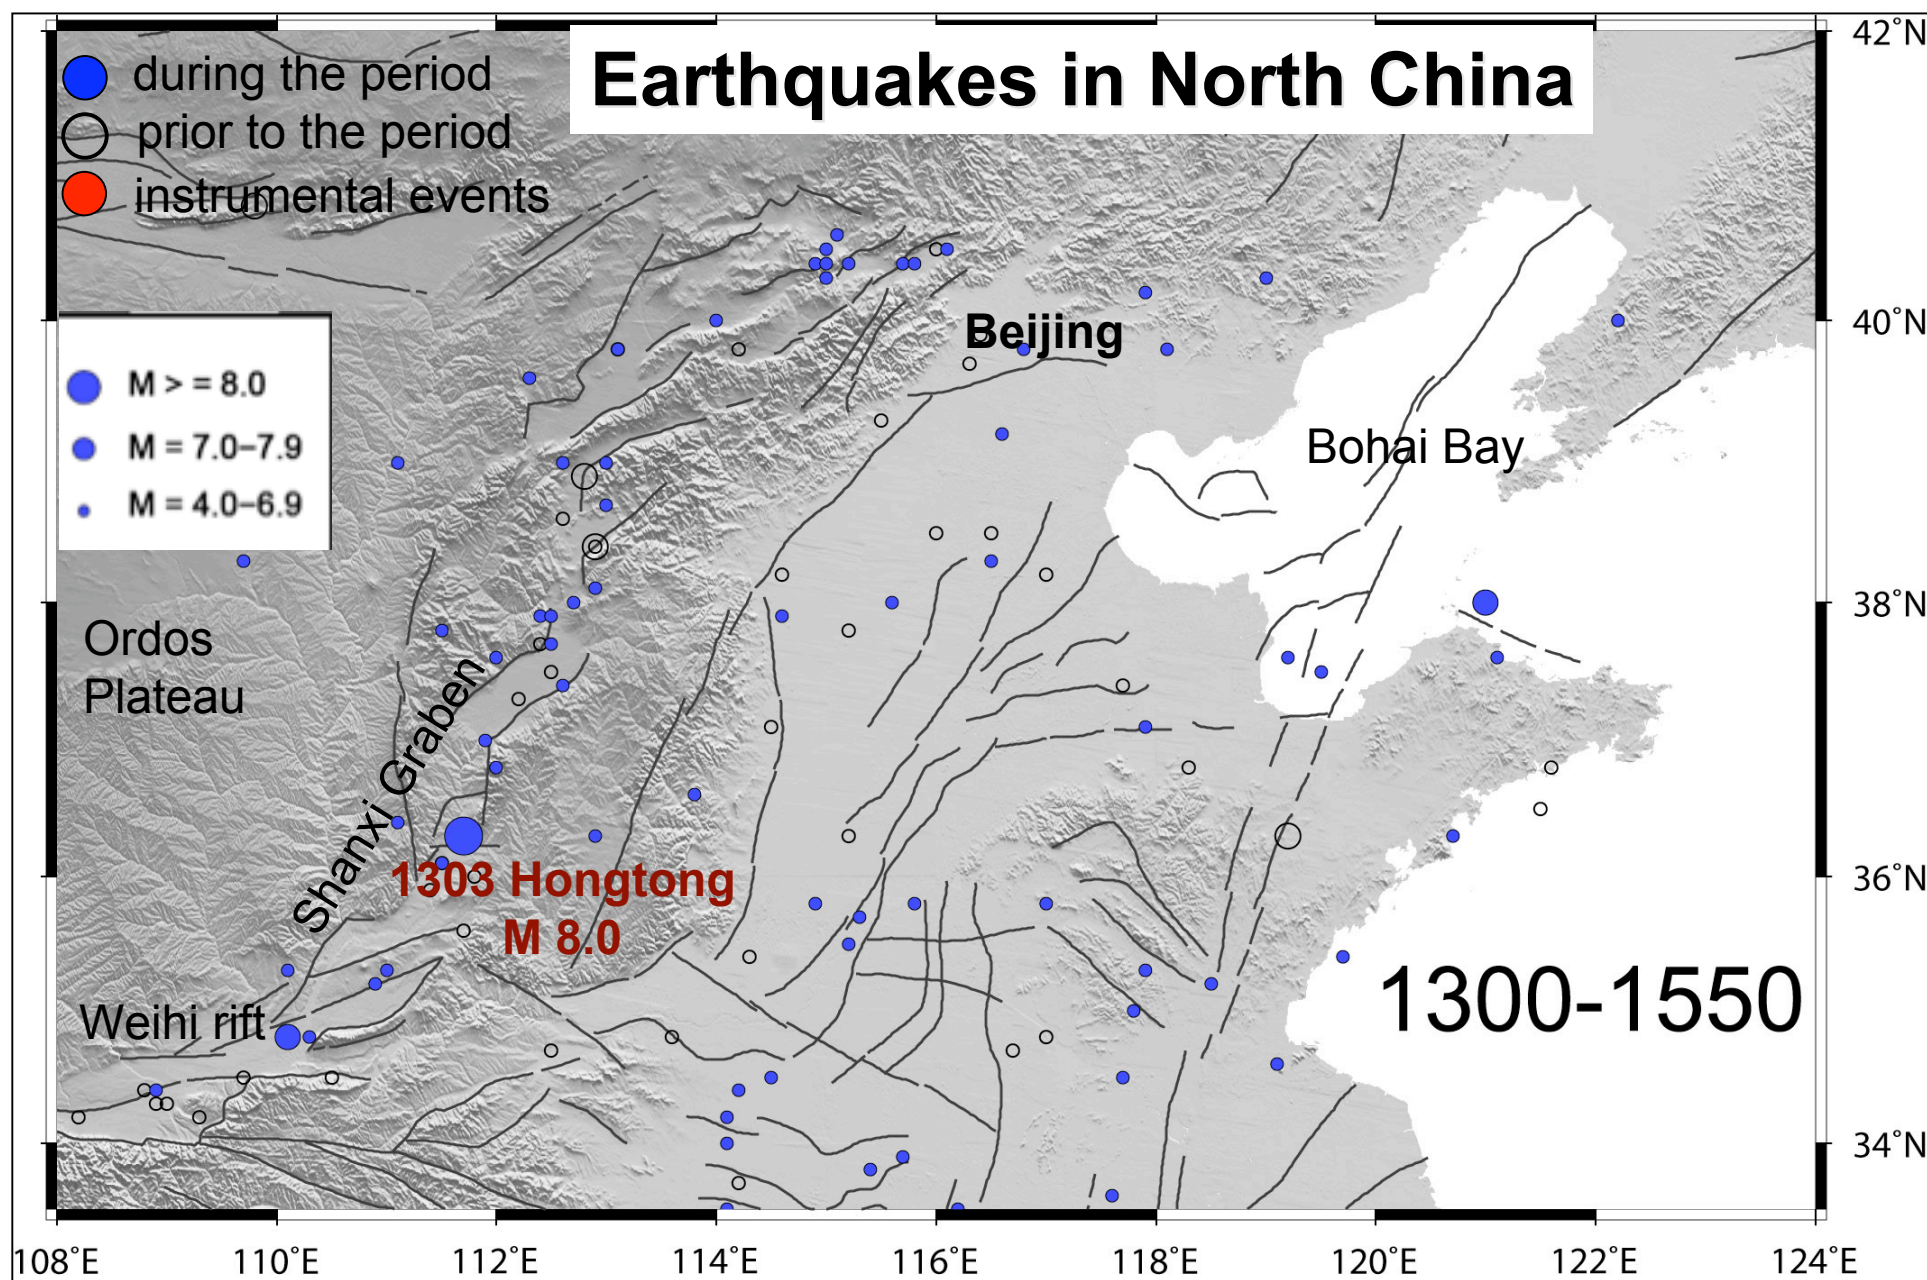 Earthquakes in North China
during the period
prior to the period
instrumental events
M > = 8.0
M = 7.0–7.9
M = 4.0–6.9
Beijing
Bohai Bay
Ordos
Plateau
Shanxi Graben
1303 Hongtong
M 8.0
Weihi rift
1300-1550
42°N
40°N
38°N
36°N
34°N
108°E 110°E 112°E 114°E 116°E 118°E 120°E 122°E 124°E